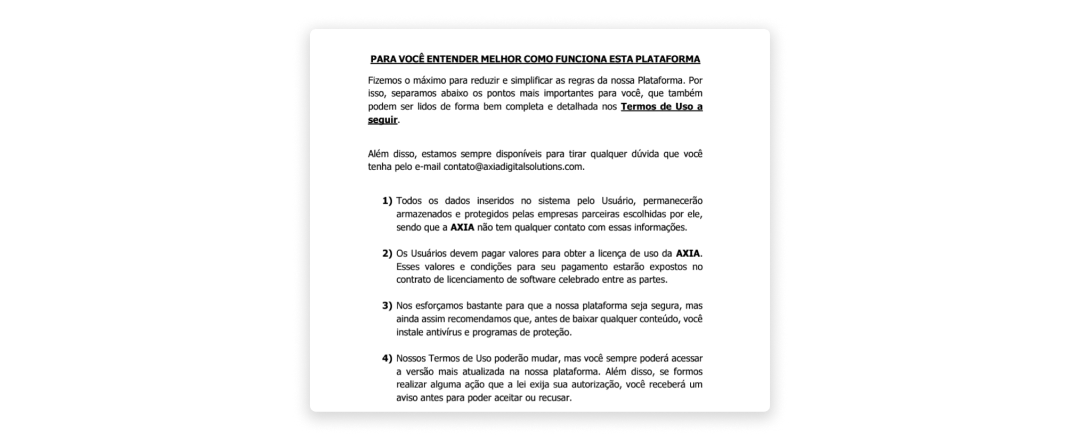 PARA VOCÊ ENTENDER MELHOR COMO FUNCIONA ESTA PLATAFORMA
Fizemos o máximo para reduzir e simplificar as regras da nossa Plataforma. Por
isso, separamos abaixo os pontos mais importantes para você, que também
podem ser lidos de forma bem completa e detalhada nos Termos de Uso a
seguir.
Além disso, estamos sempre disponíveis para tirar qualquer dúvida que você
tenha pelo e-mail contato@axiadigitalsolutions.com.
1) Todos os dados inseridos no sistema pelo Usuário, permanecerão
armazenados e protegidos pelas empresas parceiras escolhidas por ele,
sendo que a AXIA não tem qualquer contato com essas informações.
2) Os Usuários devem pagar valores para obter a licença de uso da AXIA.
Esses valores e condições para seu pagamento estarão expostos no
contrato de licenciamento de software celebrado entre as partes.
3) Nos esforçamos bastante para que a nossa plataforma seja segura, mas
ainda assim recomendamos que, antes de baixar qualquer conteúdo, você
instale antivírus e programas de proteção.
4) Nossos Termos de Uso poderão mudar, mas você sempre poderá acessar
a versão mais atualizada na nossa plataforma. Além disso, se formos
realizar alguma ação que a lei exija sua autorização, você receberá um
aviso antes para poder aceitar ou recusar.